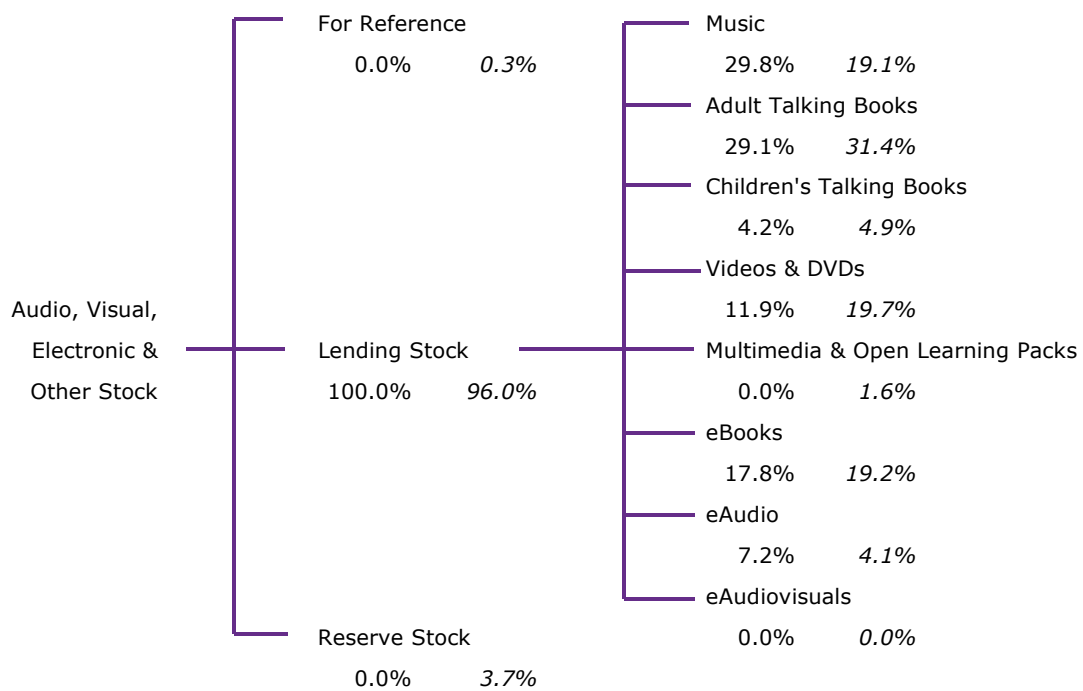 For Reference
0.0% 0.3%
Audio, Visual,
Electronic &
Other Stock
Lending Stock
100.0% 96.0%
Reserve Stock
0.0% 3.7%
Music
29.8% 19.1%
Adult Talking Books
29.1% 31.4%
Children's Talking Books
4.2% 4.9%
Videos & DVDs
11.9% 19.7%
Multimedia & Open Learning Packs
0.0% 1.6%
eBooks
17.8% 19.2%
eAudio
7.2% 4.1%
eAudiovisuals
0.0% 0.0%